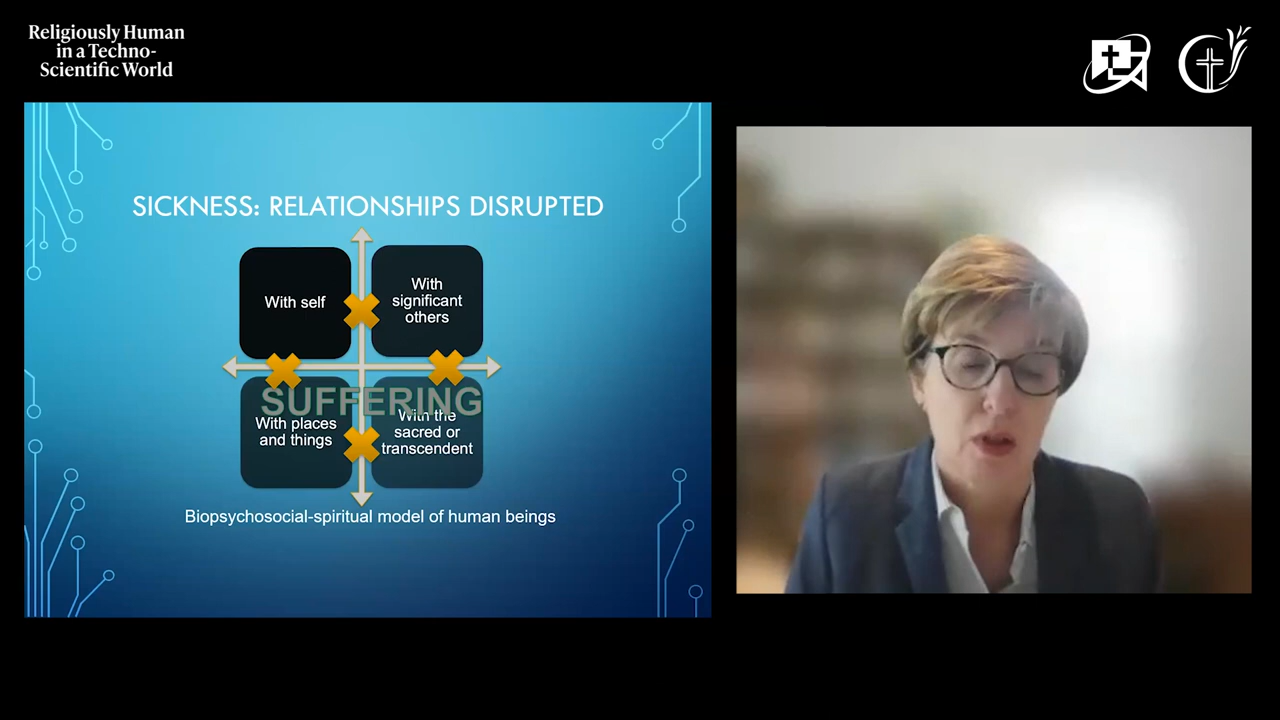 Religiously Human
in a Techno-
Scientific World
SICKNESS: RELATIONSHIPS DISRUPTED
With self
With
significant
others
SUFFERING
With places
and things
With the
sacred or
transcendent
Biopsychosocial-spiritual model of human beings